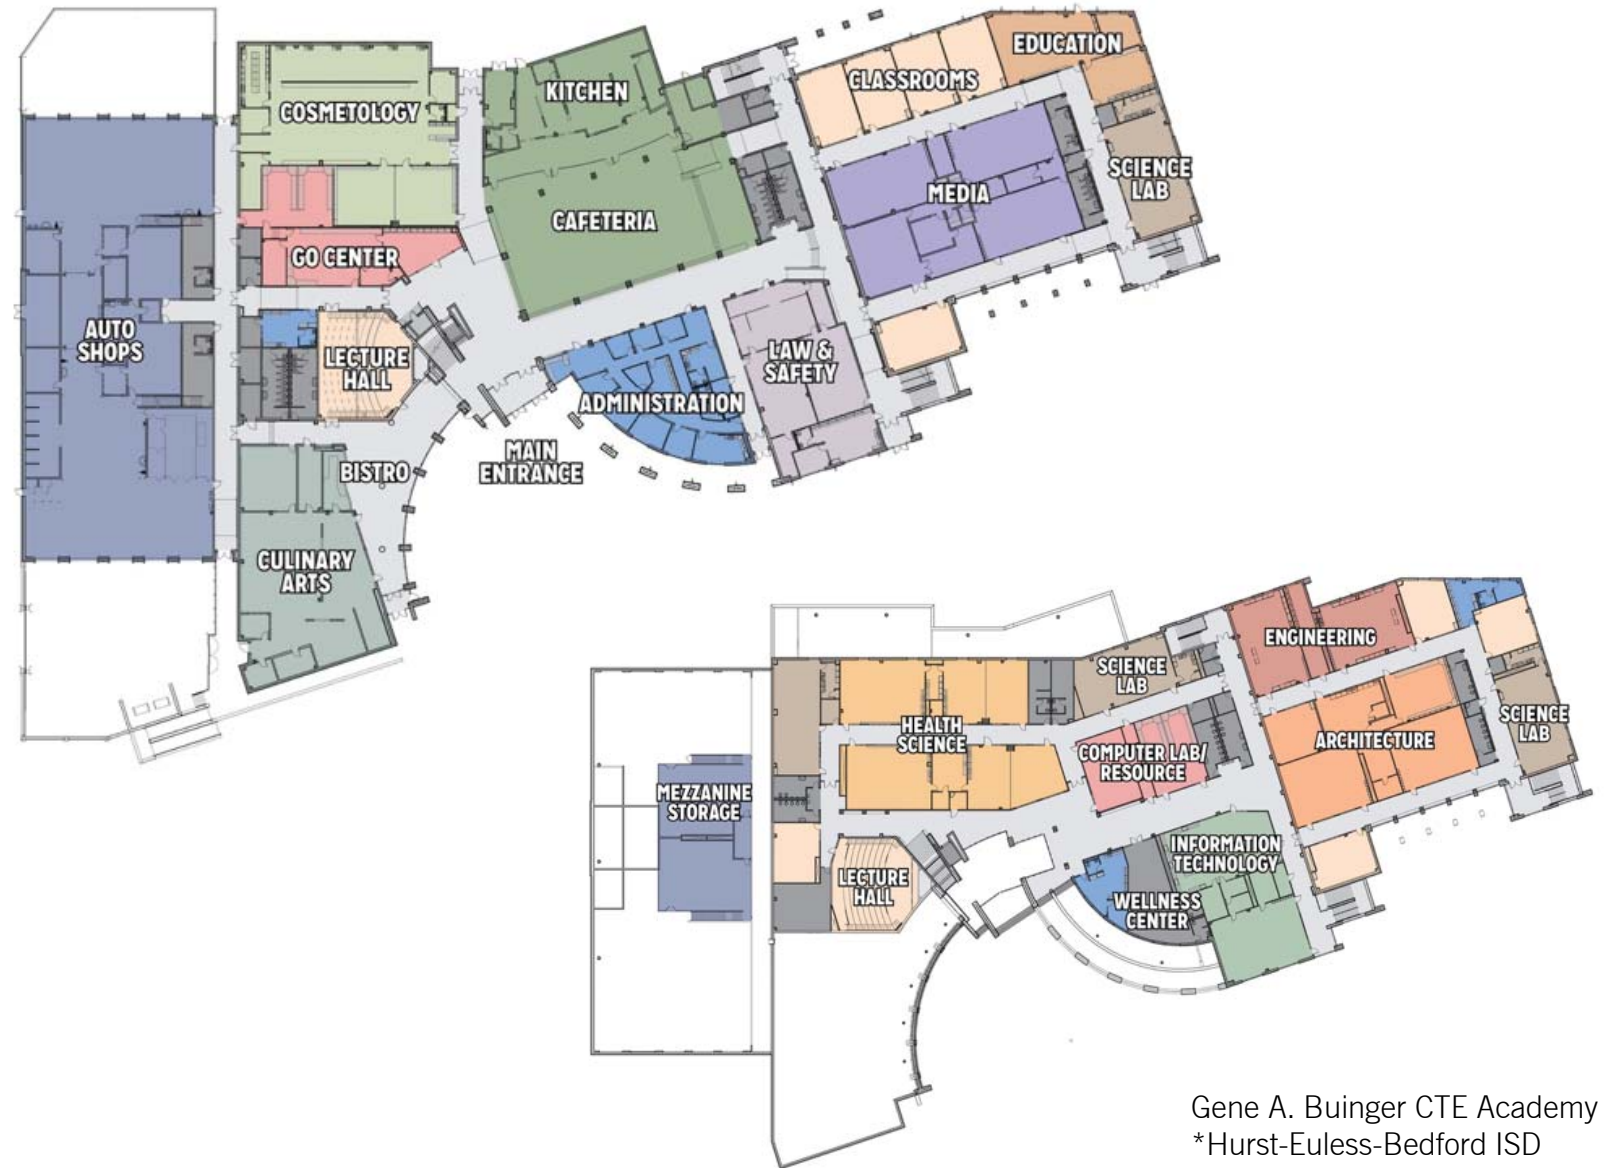 COSMETOLOGY
KITCHEN
CLASSROOMS
EDUCATION
SCIENCE
LAB
MEDIA
CAFETERIA
GO CENTER
AUTO
SHOPS
LECTURE
HALL
LAW &
SAFETY
ADMINISTRATION
MAIN
ENTRANCE
BISTRO
CULINARY
ARTS
ENGINEERING
SCIENCE
LAB
HEALTH
SCIENCE
COMPUTER LAB/
RESOURCE
ARCHITECTURE
SCIENCE
LAB
MEZZANINE
STORAGE
INFORMATION
TECHNOLOGY
LECTURE
HALL
WELLNESS
CENTER
Gene A. Buinger CTE Academy
*Hurst-Euless-Bedford ISD